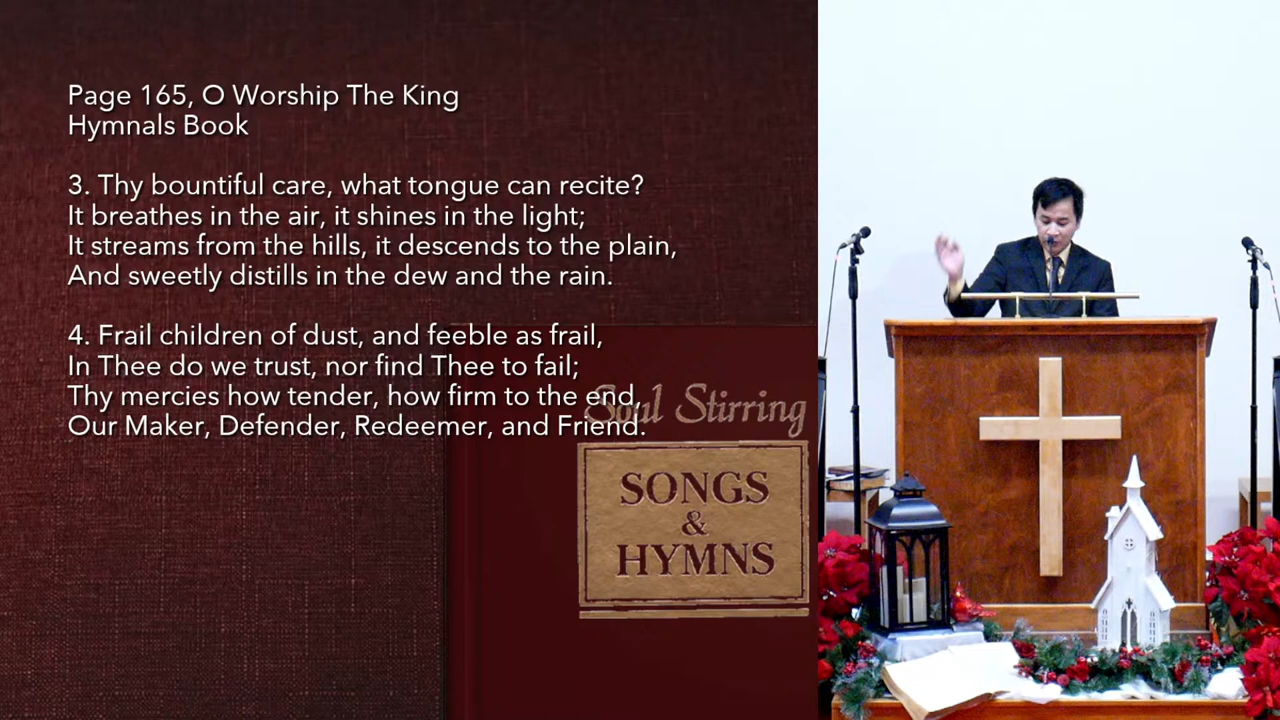 Page 165, O Worship The King
Hymnals Book
3. Thy bountiful care, what tongue can recite?
It breathes in the air, it shines in the light;
It streams from the hills, it descends to the plain,
And sweetly distills in the dew and the rain.
4. Frail children of dust, and feeble as frail,
In Thee do we trust, nor find Thee to fail;
Thy mercies how tender, how firm to the end,
Our Maker, Defender, Redeemer, and Friend.
Soul Stirring
SONGS
&
HYMNS